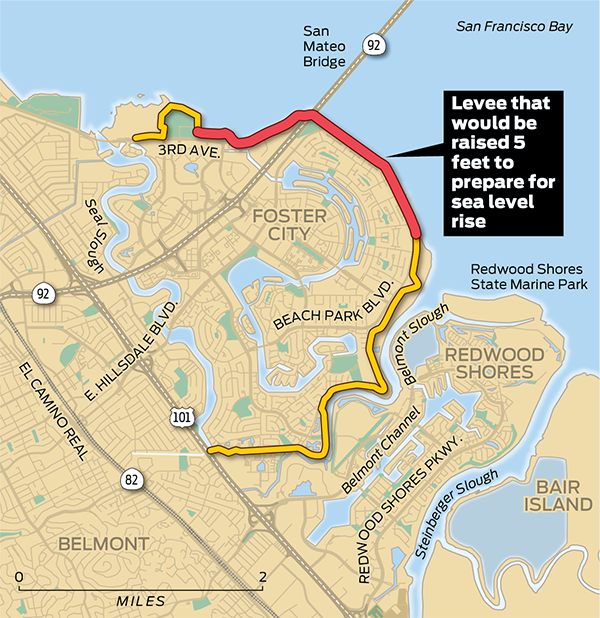 San Francisco Bay
San
Mateo
Bridge
92
Levee that
would be
raised 5
feet to
prepare for
sea level
rise
3RD AVE.
Seal Slough
FOSTER
CITY
Redwood Shores
State Marine Park
92
BEACH PARK BLVD.
E. HILLSDALE BLVD.
Belmont Slough
REDWOOD
SHORES
EL CAMINO REAL
101
Belmont Channel
REDWOOD SHORES PKWY.
82
Steinberger Slough
BAIR
ISLAND
BELMONT
0
2
MILES